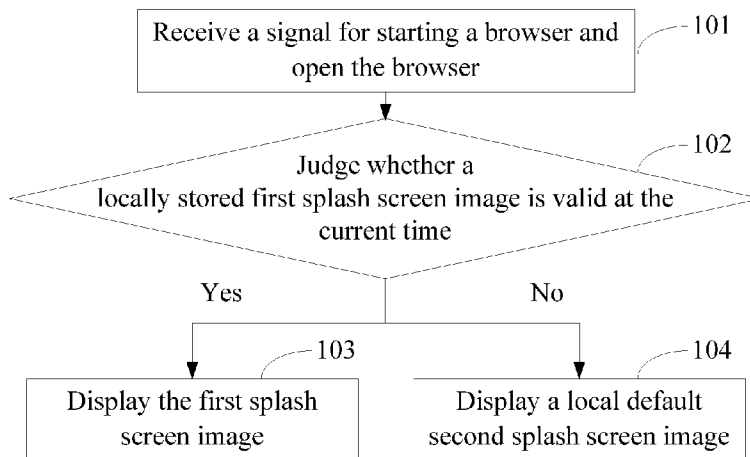 Receive a signal for starting a browser and
open the browser
101
102
Judge whether a
locally stored first splash screen image is valid at the
current time
Yes
No
103
104
Display the first splash
screen image
Display a local default
second splash screen image